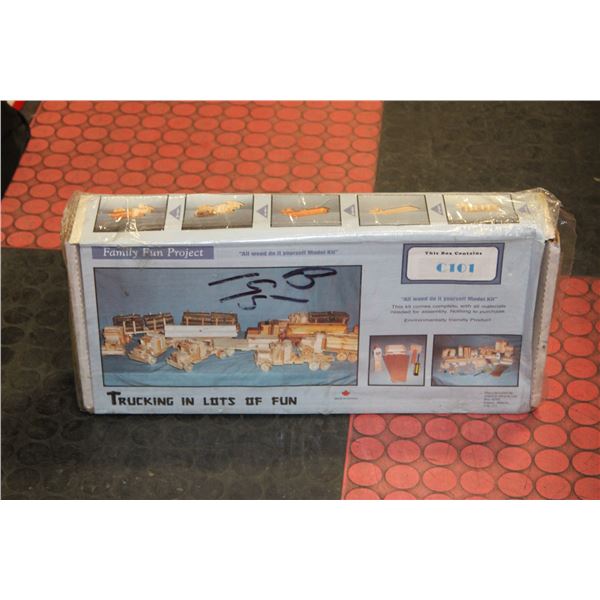 Family Fun Project
"All wood do it yourself Model Kit"
This Box Contains
C101
"All wood do it yourself Model Kit"
This kit comes complete, with all materials
needed for assembly. Nothing to purchase.
Environmentally friendly Product
TRUCKING IN LOTS OF FUN